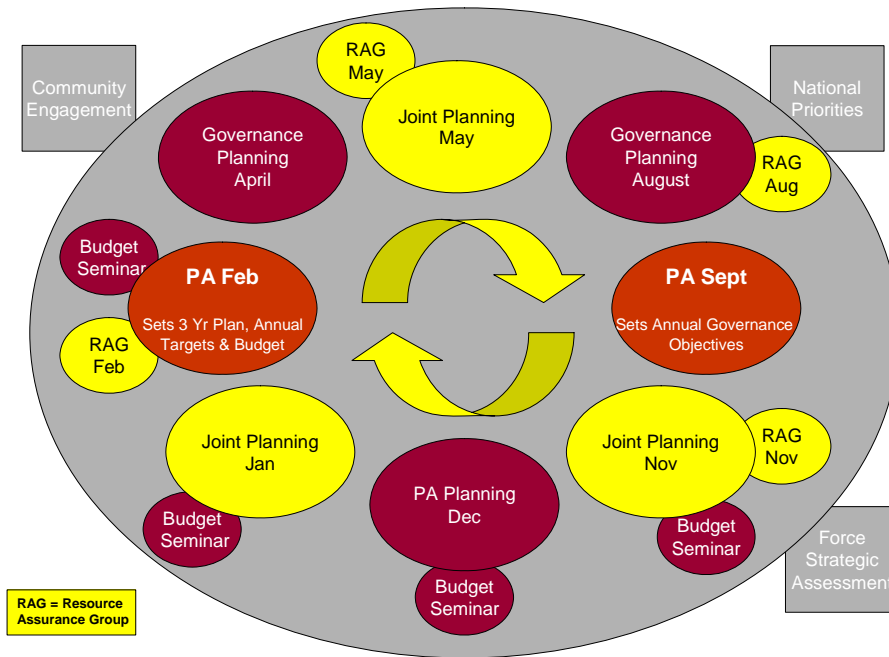 RAG
May
Community
Engagement
National
Priorities
Joint Planning
May
Governance
Planning
April
Governance
Planning
August
RAG
Aug
Budget
Seminar
PA Feb
Sets 3 Yr Plan, Annual
Targets & Budget
PA Sept
Sets Annual Governance
Objectives
RAG
Feb
Joint Planning
Jan
Joint Planning
Nov
RAG
Nov
PA Planning
Dec
Budget
Seminar
Budget
Seminar
Budget
Seminar
Force
Strategic
Assessment
RAG = Resource
Assurance Group